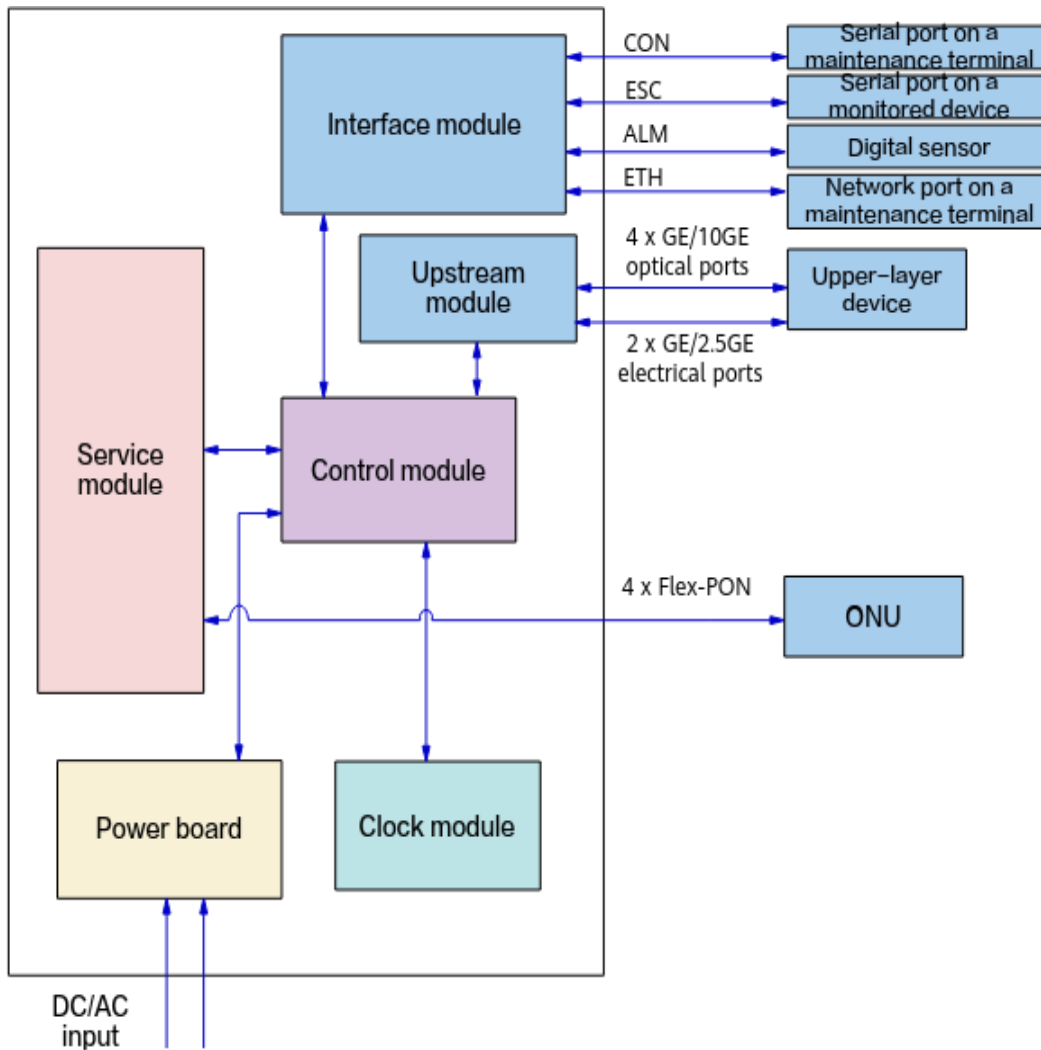 CON
Serial port on a
maintenance terminal
ESC
Serial port on a
monitored device
Interface module
ALM
Digital sensor
ETH
Network port on a
maintenance terminal
4 x GE/10GE
optical ports
Upstream
module
Upper-layer
device
2 x GE/2.5GE
electrical ports
Service
module
Control module
4 x Flex-PON
ONU
Power board
Clock module
DC/AC
input